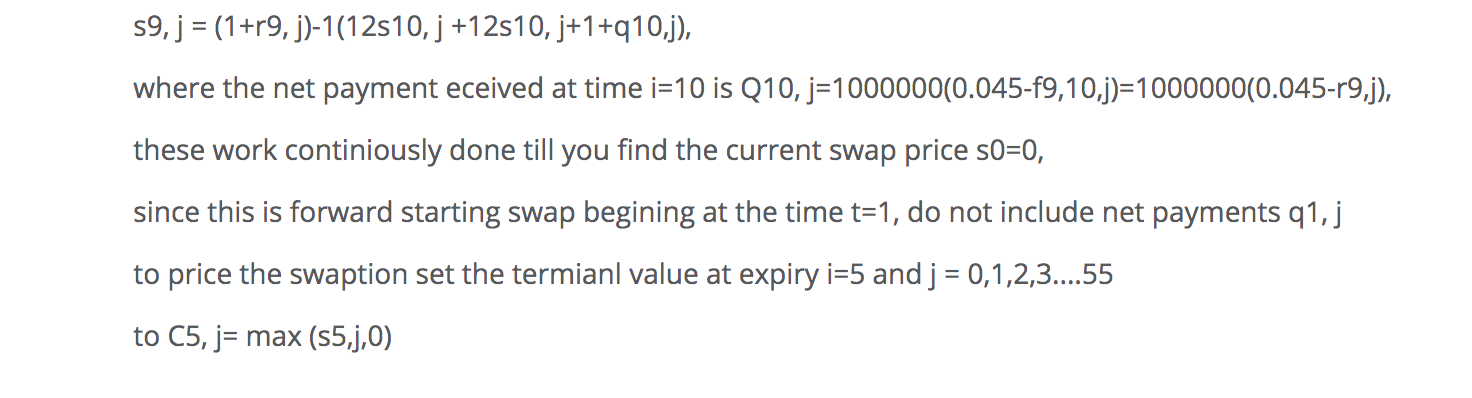 s9, j = (1+r9, j)-1(12s10, j +12s10, j+1+q10,j),
where the net payment eceived at time i=10 is Q10, j=1000000(0.045-f9,10,j)=1000000(0.045-r9,j),
these work continiously done till you find the current swap price s0=0,
since this is forward starting swap begining at the time t=1, do not include net payments q1, j
to price the swaption set the termianl value at expiry i=5 and j = 0,1,2,3....55
to C5, j= max (s5,j,0)